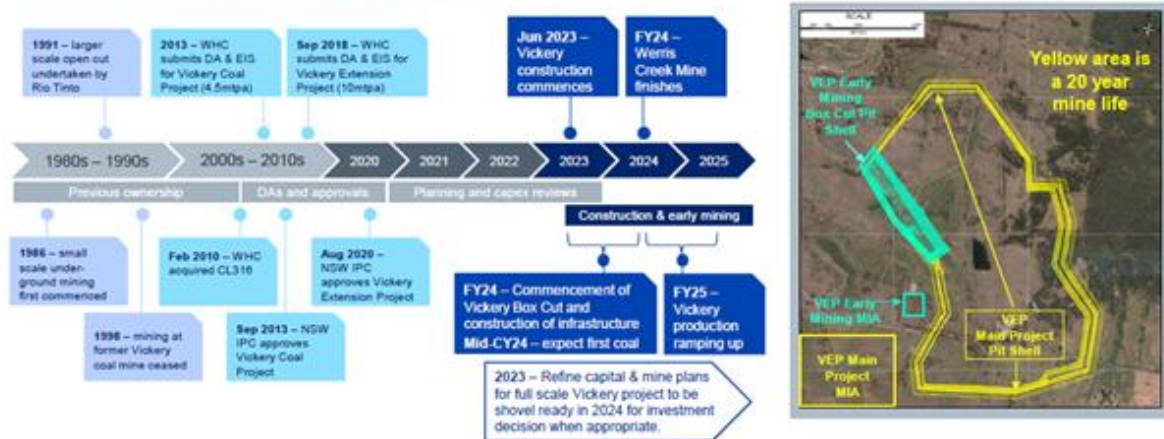 1991 – larger
scale open cut
undertaken by
Rio Tinto
2013 – WHC
submits DA & EIS
for Vickery Coal
Project (4.5mtpa)
Sep 2018 – WHC
submits DA & EIS for
Vickery Extension
Project (10mtpa)
Jun 2023 –
Vickery
construction
commences
FY24 –
Werris
Creek Mine
finishes
1980s – 1990s
2000s – 2010s
2020
2021
2022
2023
2024
2025
Previous ownership
DAs and approvals
Planning and capex reviews
Construction & early mining
1986 – small
scale under-
ground mining
first commenced
1998 – mining at
former Vickery
coal mine ceased
Feb 2010 – WHC
acquired CL316
Sep 2013 – NSW
IPC approves
Vickery Coal
Project
Aug 2020 –
NSW IPC
approves Vickery
Extension Project
FY24 – Commencement of
Vickery Box Cut and
construction of infrastructure
Mid-CY24 – expect first coal
FY25 –
Vickery
production
ramping up
2023 – Refine capital & mine plans
for full scale Vickery project to be
shovel ready in 2024 for investment
decision when appropriate.
SCALE
Yellow area is
a 20 year
mine life
VEP Early
Mining
Box Cut Pit
Shell
VEP Early
Mining MIA
VEP
Main Project
Pit Shell
VEP Main
Project
MIA